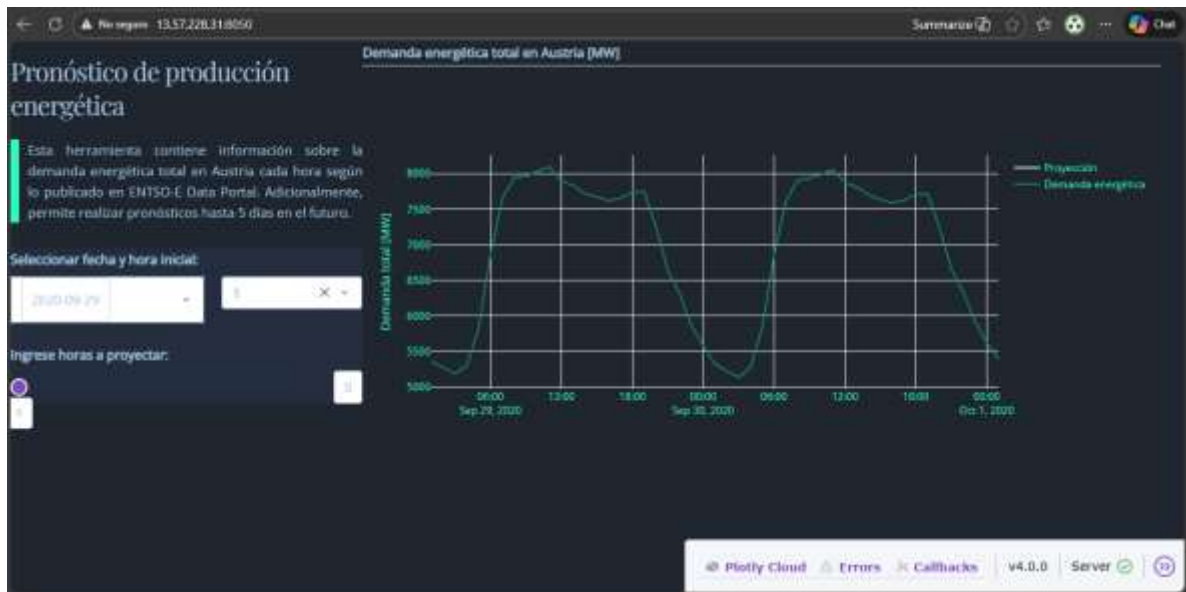 No seguro 13.57.228.31:8050
Summarize
Chat
Pronóstico de producción
energética
Esta herramienta contiene información sobre la
demanda energética total en Austria cada hora según
lo publicado en ENTSO-E Data Portal. Adicionalmente,
permite realizar pronósticos hasta 5 días en el futuro.
Seleccionar fecha y hora inicial:
2020-09-29
Ingrese horas a proyectar:
Demanda energética total en Austria [MW]
Demanda total [MW]
8000
7500
7000
6500
6000
5500
5000
06:00
Sep 29, 2020
12:00
18:00
00:00
Sep 30, 2020
06:00
12:00
18:00
00:00
Oct 1, 2020
Proyección
Demanda energética
Plotly Cloud Errors Callbacks v4.0.0 Server